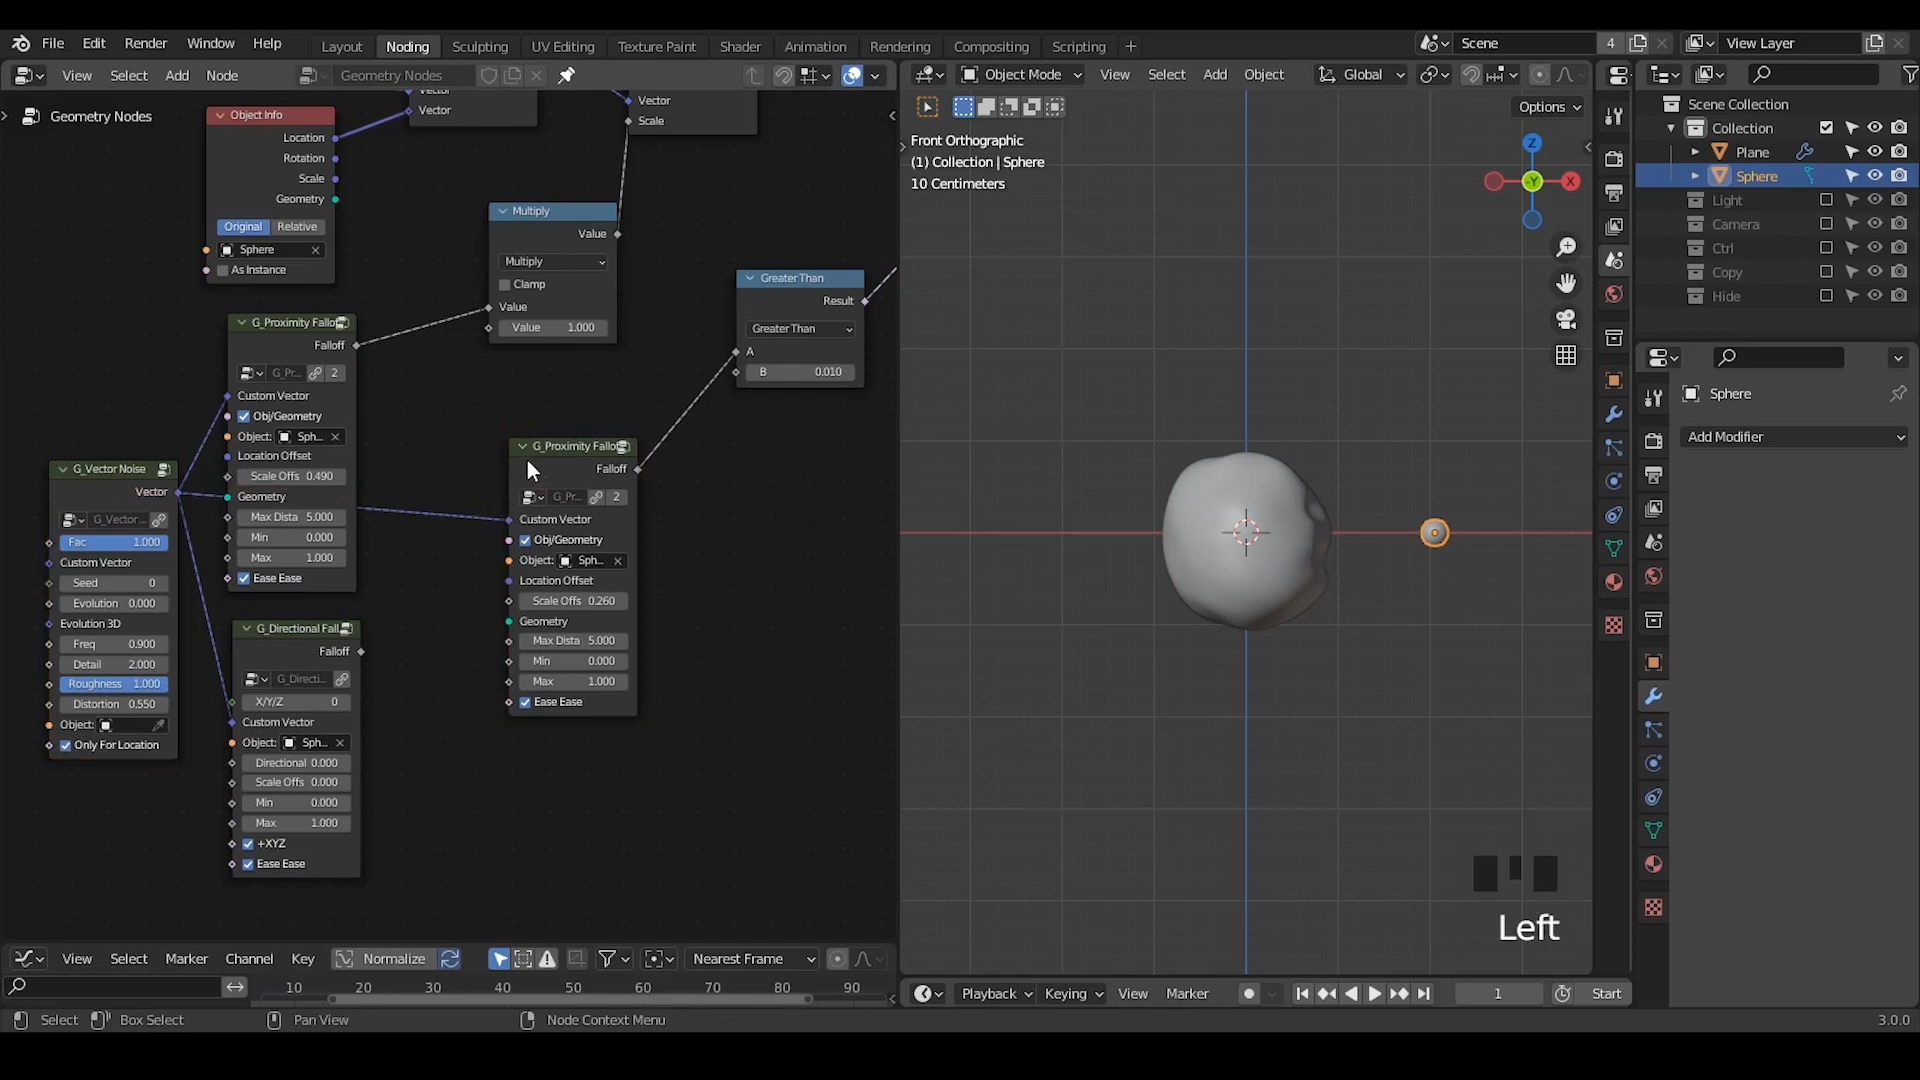 File Edit Render Window Help
Layout Noding Sculpting UV Editing Texture Paint Shader Animation Rendering Compositing Scripting +
Scene 4 View Layer
View Select Add Node Geometry Nodes
Object Mode View Select Add Object Global
Options
Geometry Nodes
Vector
Vector
Scale
Object Info
Location
Rotation
Scale
Geometry
Original Relative
Sphere
As Instance
Multiply
Value
Multiply
Clamp
Value
Value 1.000
Greater Than
Result
Greater Than
A
B 0.010
G_Proximity Fallo
Falloff
G_Pr... 2
Custom Vector
Obj/Geometry
Object: Sph...
Location Offset
Scale Offs 0.490
Geometry
Max Dista 5.000
Min 0.000
Max 1.000
Ease Ease
G_Proximity Fallo
Falloff
G_Pr... 2
Custom Vector
Obj/Geometry
Object: Sph...
Location Offset
Scale Offs 0.260
Geometry
Max Dista 5.000
Min 0.000
Max 1.000
Ease Ease
G_Vector Noise
Vector
G_Vector ...
Fac 1.000
Custom Vector
Seed 0
Evolution 0.000
Evolution 3D
Freq 0.900
Detail 2.000
Roughness 1.000
Distortion 0.550
Object:
Only For Location
G_Directional Fall
Falloff
G_Directi...
X/Y/Z 0
Custom Vector
Object: Sph...
Directional 0.000
Scale Offs 0.000
Min 0.000
Max 1.000
+XYZ
Ease Ease
Front Orthographic
(1) Collection | Sphere
10 Centimeters
Z
-Y
X
Left
Scene Collection
Collection
Plane
Sphere
Light
Camera
Ctrl
Copy
Hide
Sphere
Add Modifier
View Select Marker Channel Key Normalize Nearest Frame
10 20 30 40 50 60 70 80 90
Playback Keying View Marker 1 Start
Select Box Select Pan View Node Context Menu 3.0.0